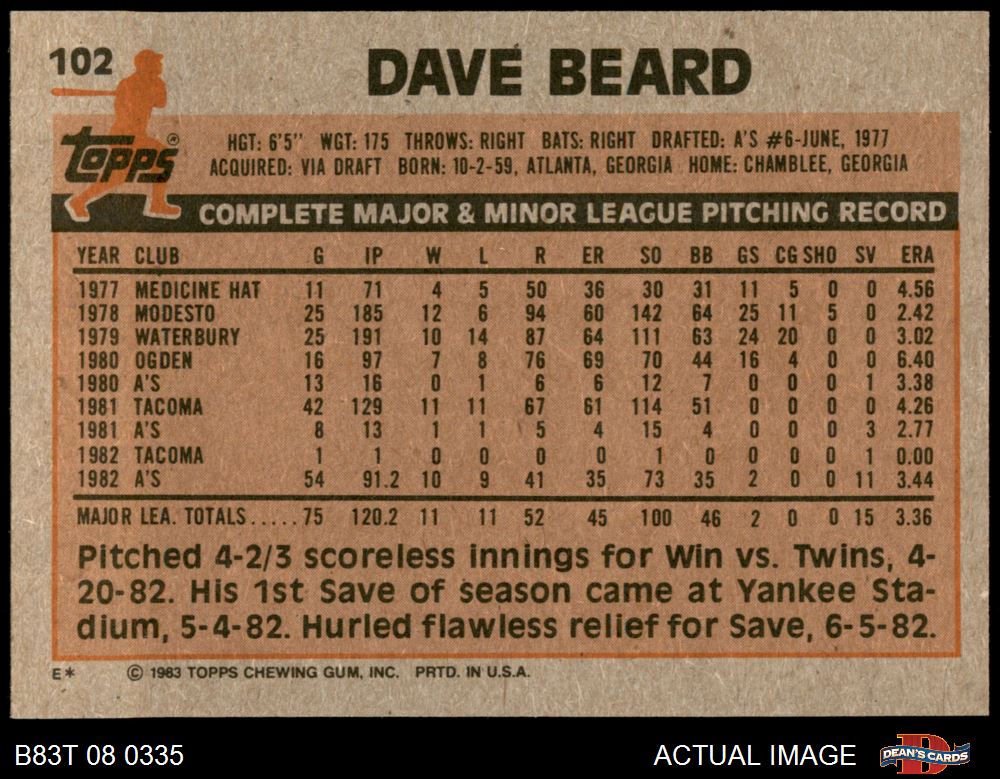 102
DAVE BEARD
Topps®
HGT: 6'5" WGT: 175 THROWS: RIGHT BATS: RIGHT DRAFTED: A'S #6-JUNE, 1977
ACQUIRED: VIA DRAFT BORN: 10-2-59, ATLANTA, GEORGIA HOME: CHAMBLEE, GEORGIA
COMPLETE MAJOR & MINOR LEAGUE PITCHING RECORD
YEAR CLUB G IP W L R ER SO BB GS CG SHO SV ERA
1977 MEDICINE HAT 11 71 4 5 50 36 30 31 11 5 0 0 4.56
1978 MODESTO 25 185 12 6 94 60 142 64 25 11 5 0 2.42
1979 WATERBURY 25 191 10 14 87 64 111 63 24 20 0 0 3.02
1980 OGDEN 16 97 7 8 76 69 70 44 16 4 0 0 6.40
1980 A'S 13 16 0 1 6 6 12 7 0 0 0 1 3.38
1981 TACOMA 42 129 11 11 67 61 114 51 0 0 0 0 4.26
1981 A'S 8 13 1 1 5 4 15 4 0 0 0 3 2.77
1982 TACOMA 1 1 0 0 0 0 1 0 0 0 0 1 0.00
1982 A'S 54 91.2 10 9 41 35 73 35 2 0 0 11 3.44
MAJOR LEA. TOTALS.....75 120.2 11 11 52 45 100 46 2 0 0 15 3.36
Pitched 4-2/3 scoreless innings for Win vs. Twins, 4-
20-82. His 1st Save of season came at Yankee Sta-
dium, 5-4-82. Hurled flawless relief for Save, 6-5-82.
E* © 1983 TOPPS CHEWING GUM, INC. PRTD. IN U.S.A.
B83T 08 0335
ACTUAL IMAGE
D
DEAN'S CARDS